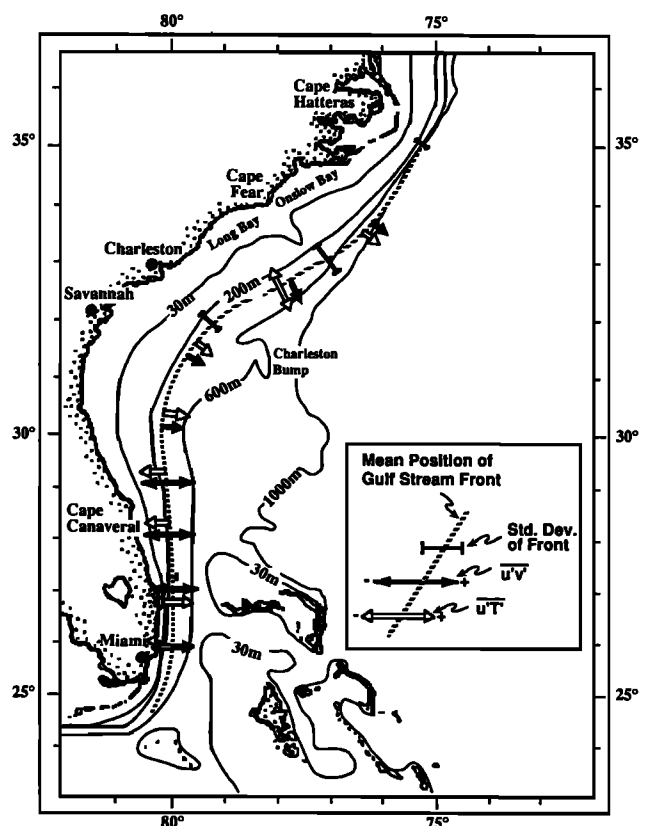 80°
75°
Cape
Hatteras
35°
35°
Cape
Fear
Onslow Bay
Long Bay
Charleston
200m
30m
Savannah
Charleston
Bump
600m
30°
30°
Mean Position of
Gulf Stream Front
1000m
Std. Dev.
of Front
Cape
Canaveral
- + u'v'
30m
- + u'T'
Miami
30m
25°
25°
80°
75°